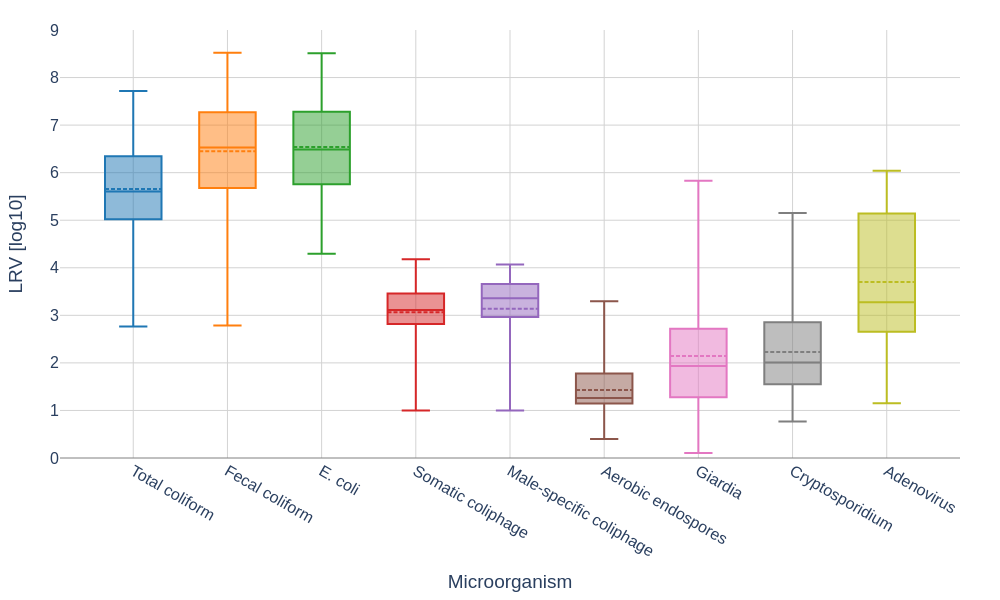 9
8
7
6
5
4
3
2
1
0
LRV [log10]
Total coliform
Fecal coliform
E. coli
Somatic coliphage
Male-specific coliphage
Aerobic endospores
Giardia
Cryptosporidium
Adenovirus
Microorganism